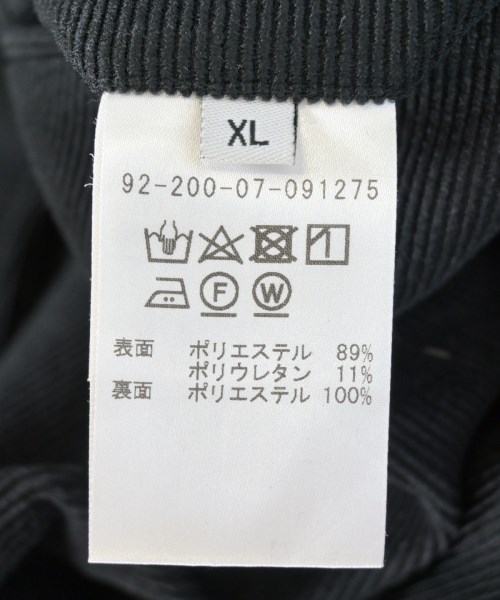 XL
92-200-07-091275
F W
表面 ポリエステル 89%
ポリウレタン 11%
裏面 ポリエステル 100%